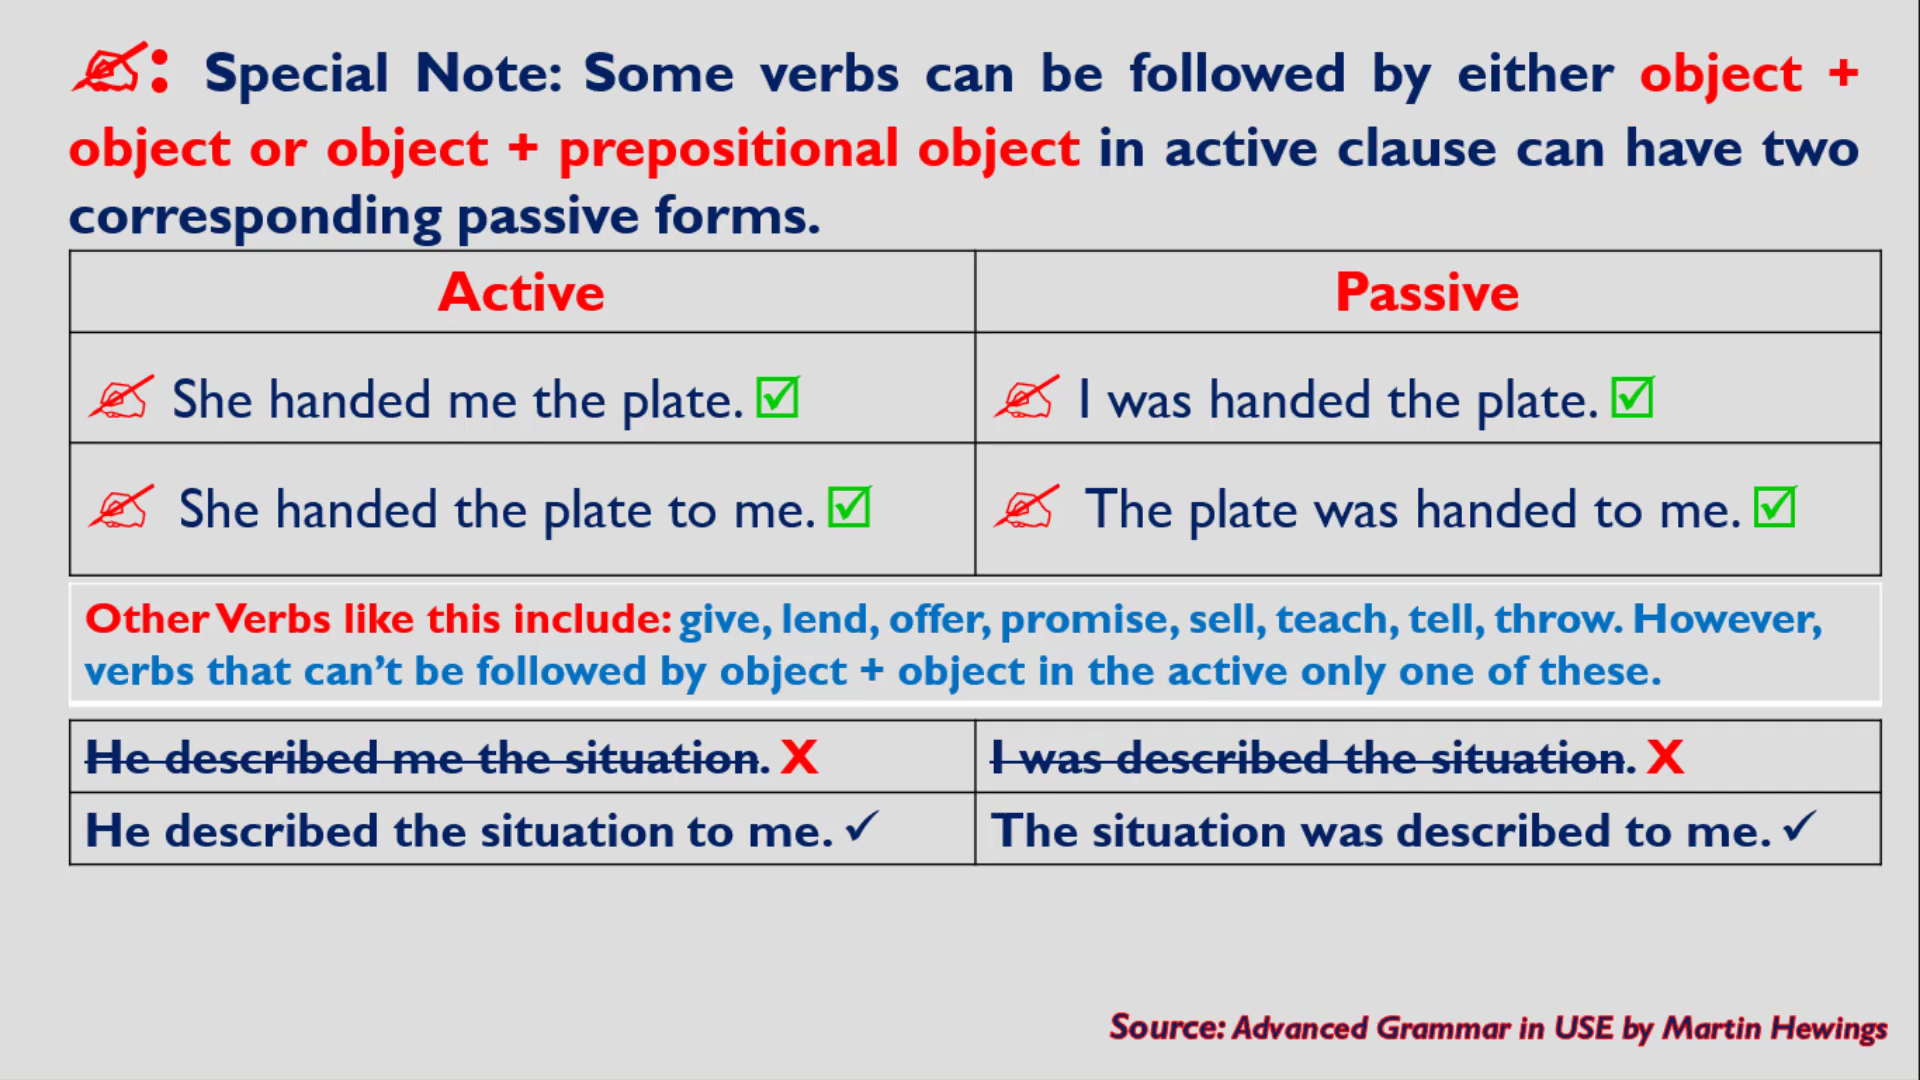 ✍: Special Note: Some verbs can be followed by either object +
object or object + prepositional object in active clause can have two
corresponding passive forms.
Active
Passive
✍ She handed me the plate. ☑
✍ I was handed the plate. ☑
✍ She handed the plate to me. ☑
✍ The plate was handed to me. ☑
Other Verbs like this include: give, lend, offer, promise, sell, teach, tell, throw. However,
verbs that can’t be followed by object + object in the active only one of these.
He described me the situation. X
I was described the situation. X
He described the situation to me. ✓
The situation was described to me. ✓
Source: Advanced Grammar in USE by Martin Hewings